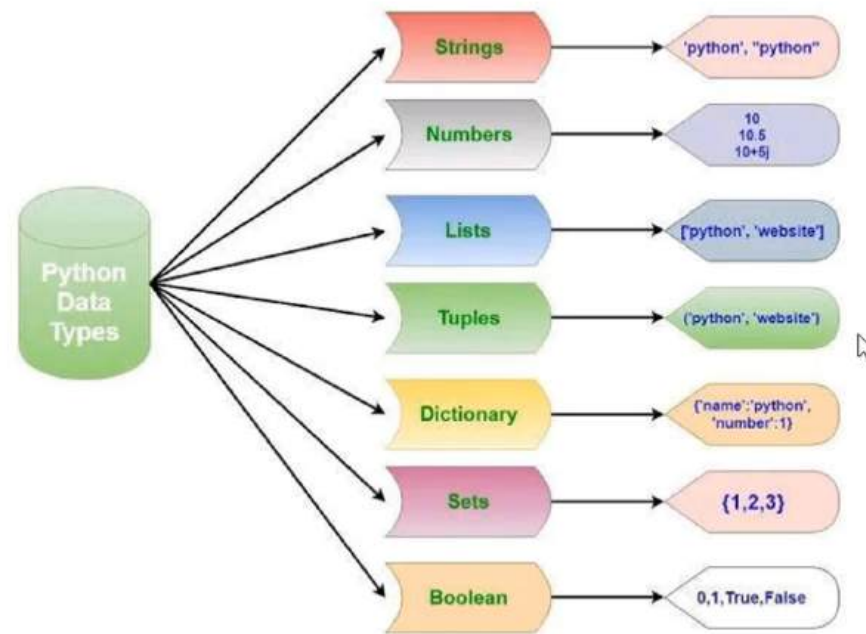 Python
Data
Types
Strings
'python', "python"
Numbers
10
10.5
10+5j
Lists
['python', 'website']
Tuples
('python', 'website')
Dictionary
{'name':'python',
'number':1}
Sets
{1,2,3}
Boolean
0,1,True,False